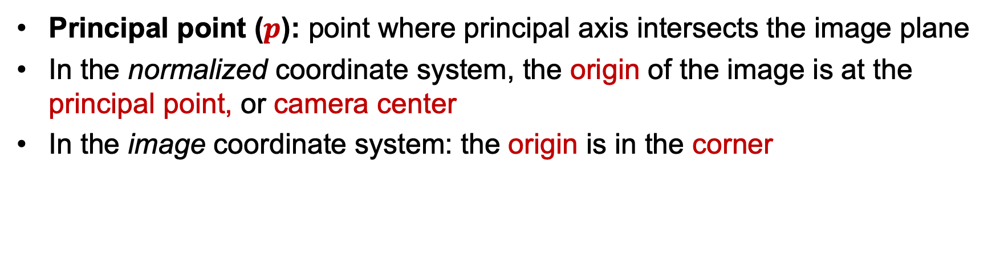 • Principal point (p): point where principal axis intersects the image plane
• In the normalized coordinate system, the origin of the image is at the
principal point, or camera center
• In the image coordinate system: the origin is in the corner